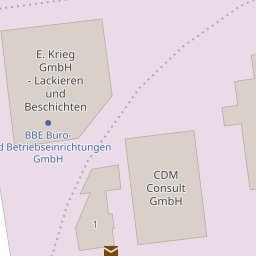 E. Krieg
GmbH
- Lackieren
und
Beschichten
BBE Büro-
d Betriebseinrichtungen
GmbH
CDM
Consult
GmbH
1